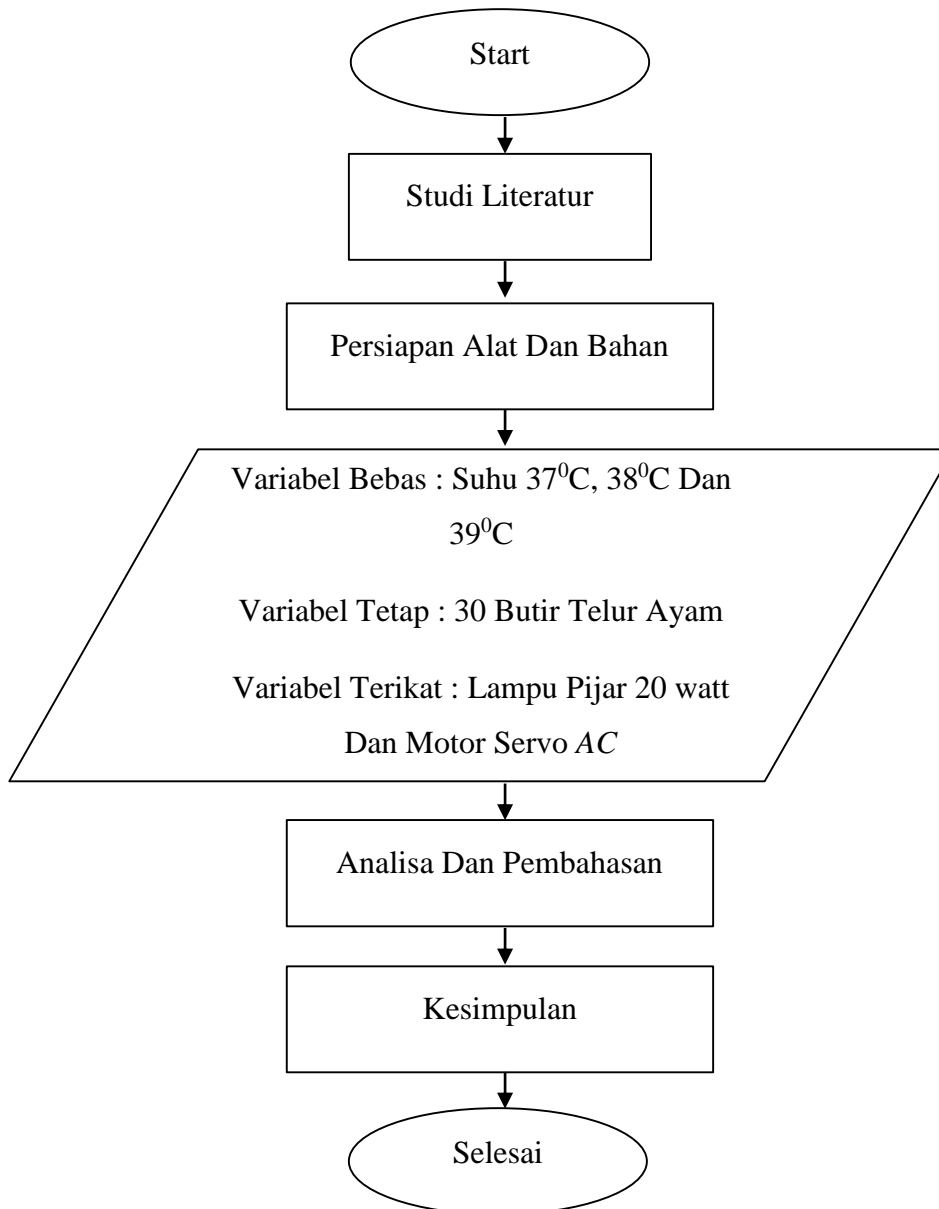 Start
Studi Literatur
Persiapan Alat Dan Bahan
Variabel Bebas : Suhu 37⁰C, 38⁰C Dan
39⁰C
Variabel Tetap : 30 Butir Telur Ayam
Variabel Terikat : Lampu Pijar 20 watt
Dan Motor Servo AC
Analisa Dan Pembahasan
Kesimpulan
Selesai